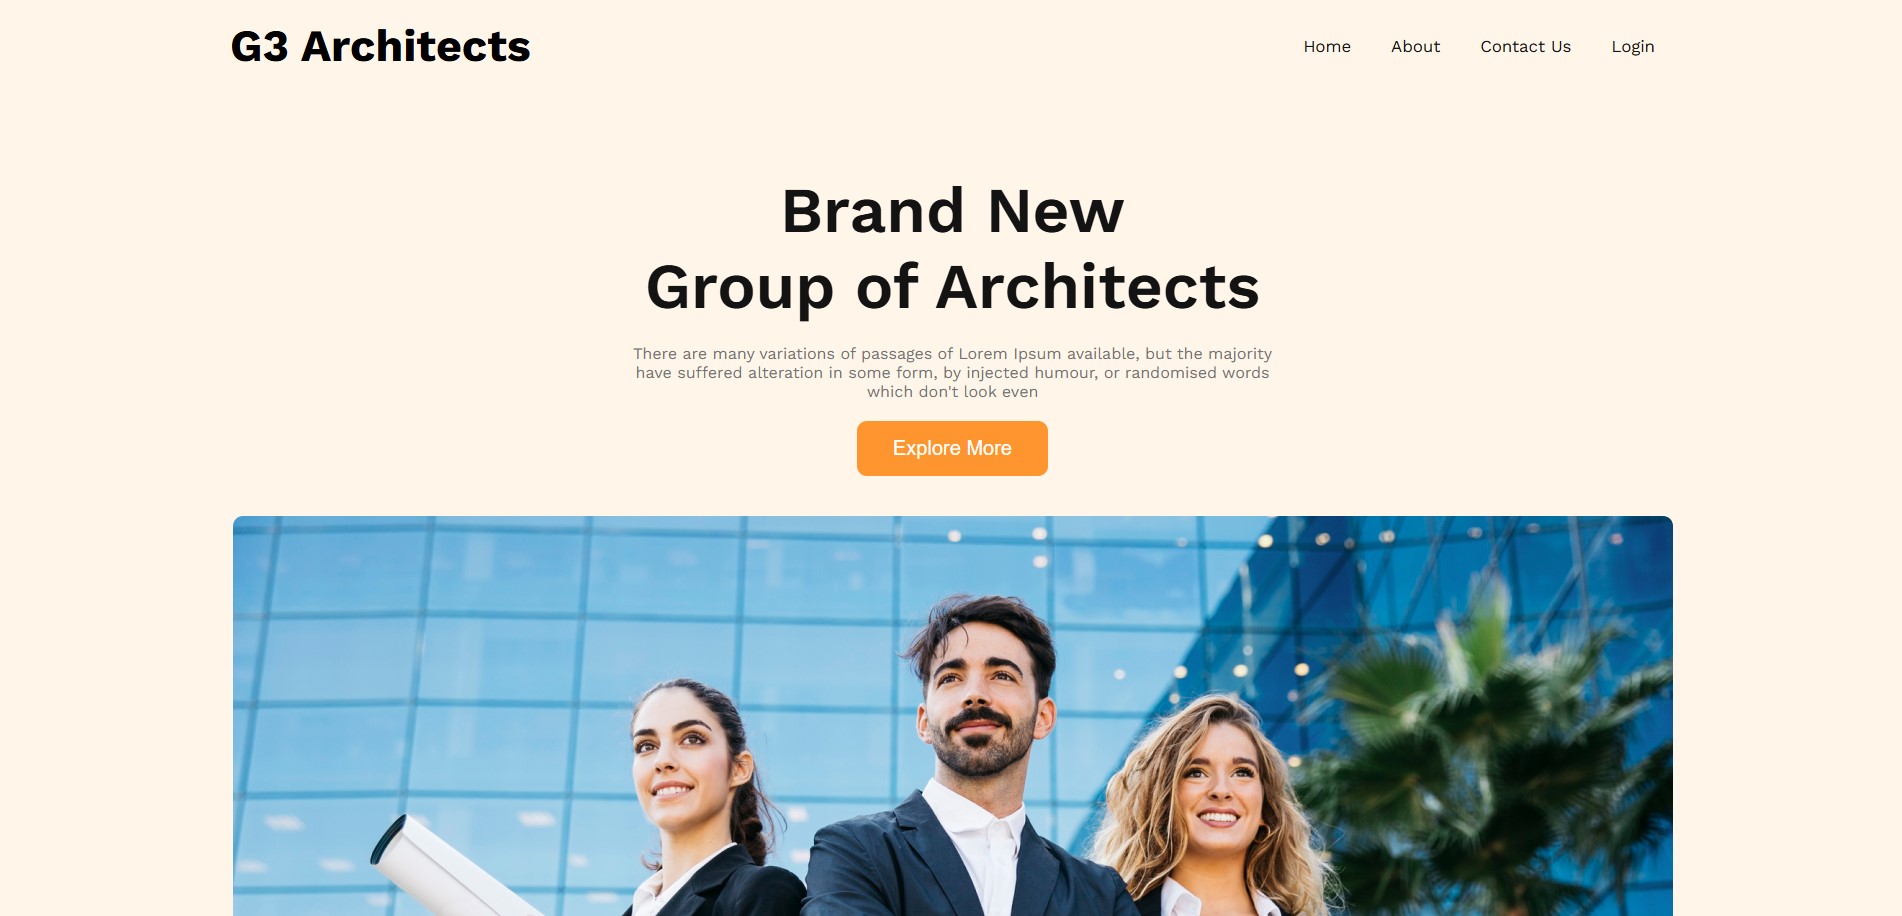 G3 Architects
Home About Contact Us Login
Brand New
Group of Architects
There are many variations of passages of Lorem Ipsum available, but the majority
have suffered alteration in some form, by injected humour, or randomised words
which don't look even
Explore More